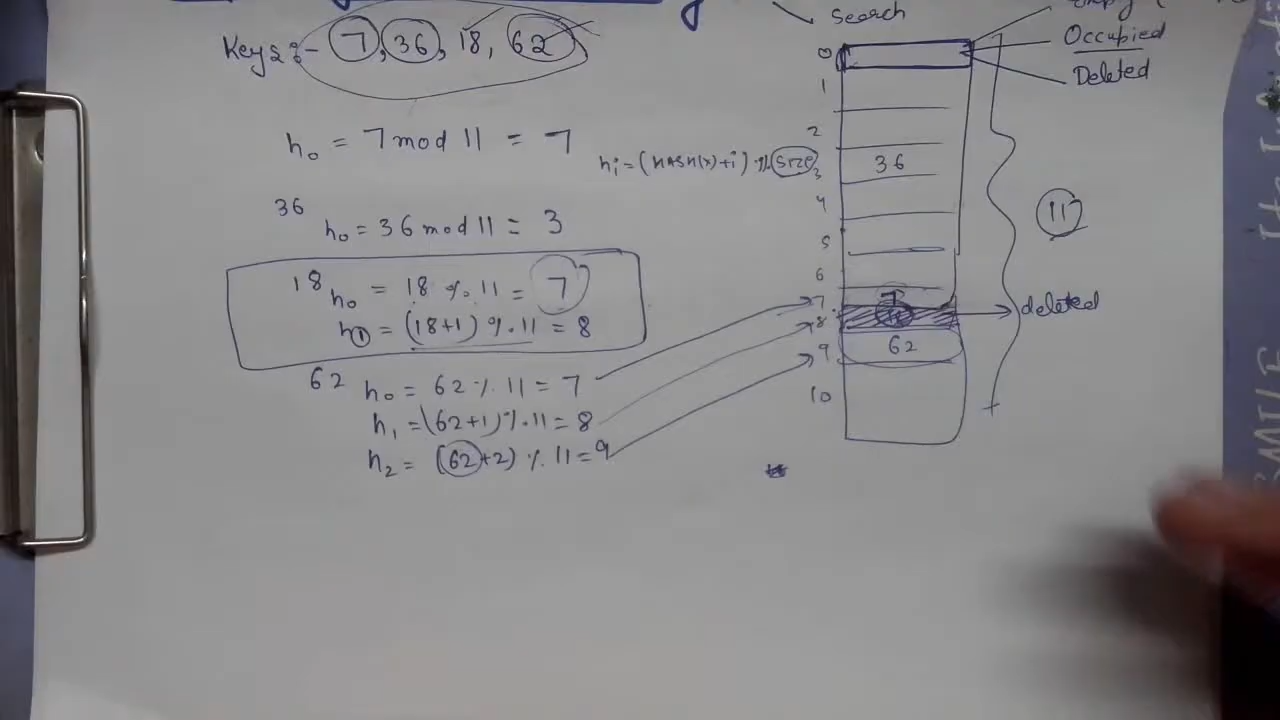 Search
Keys:- 7, 36, 18, 62
Occupied
Deleted
h0 = 7 mod 11 = 7
hi = (HASH(x)+i) % Size
36
h0 = 36 mod 11 = 3
18 h0 = 18 % 11 = 7
h1 = (18+1) % 11 = 8
62 h0 = 62 % 11 = 7
h1 = (62+1) % 11 = 8
h2 = (62+2) % 11 = 9
0
1
2
3 36
4
5
6
7 7
8
9 62
10
11
deleted